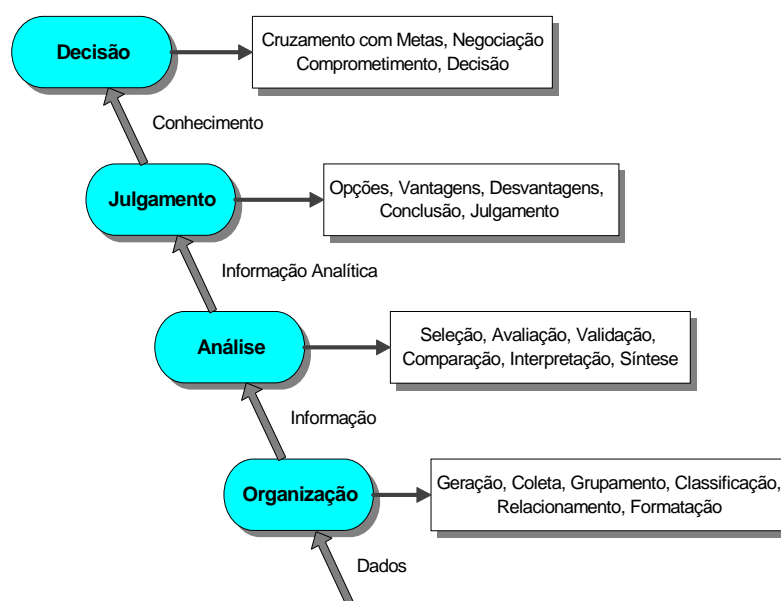 Decisão
Cruzamento com Metas, Negociação
Comprometimento, Decisão
Conhecimento
Julgamento
Opções, Vantagens, Desvantagens,
Conclusão, Julgamento
Informação Analítica
Análise
Seleção, Avaliação, Validação,
Comparação, Interpretação, Síntese
Informação
Organização
Geração, Coleta, Grupamento, Classificação,
Relacionamento, Formatação
Dados